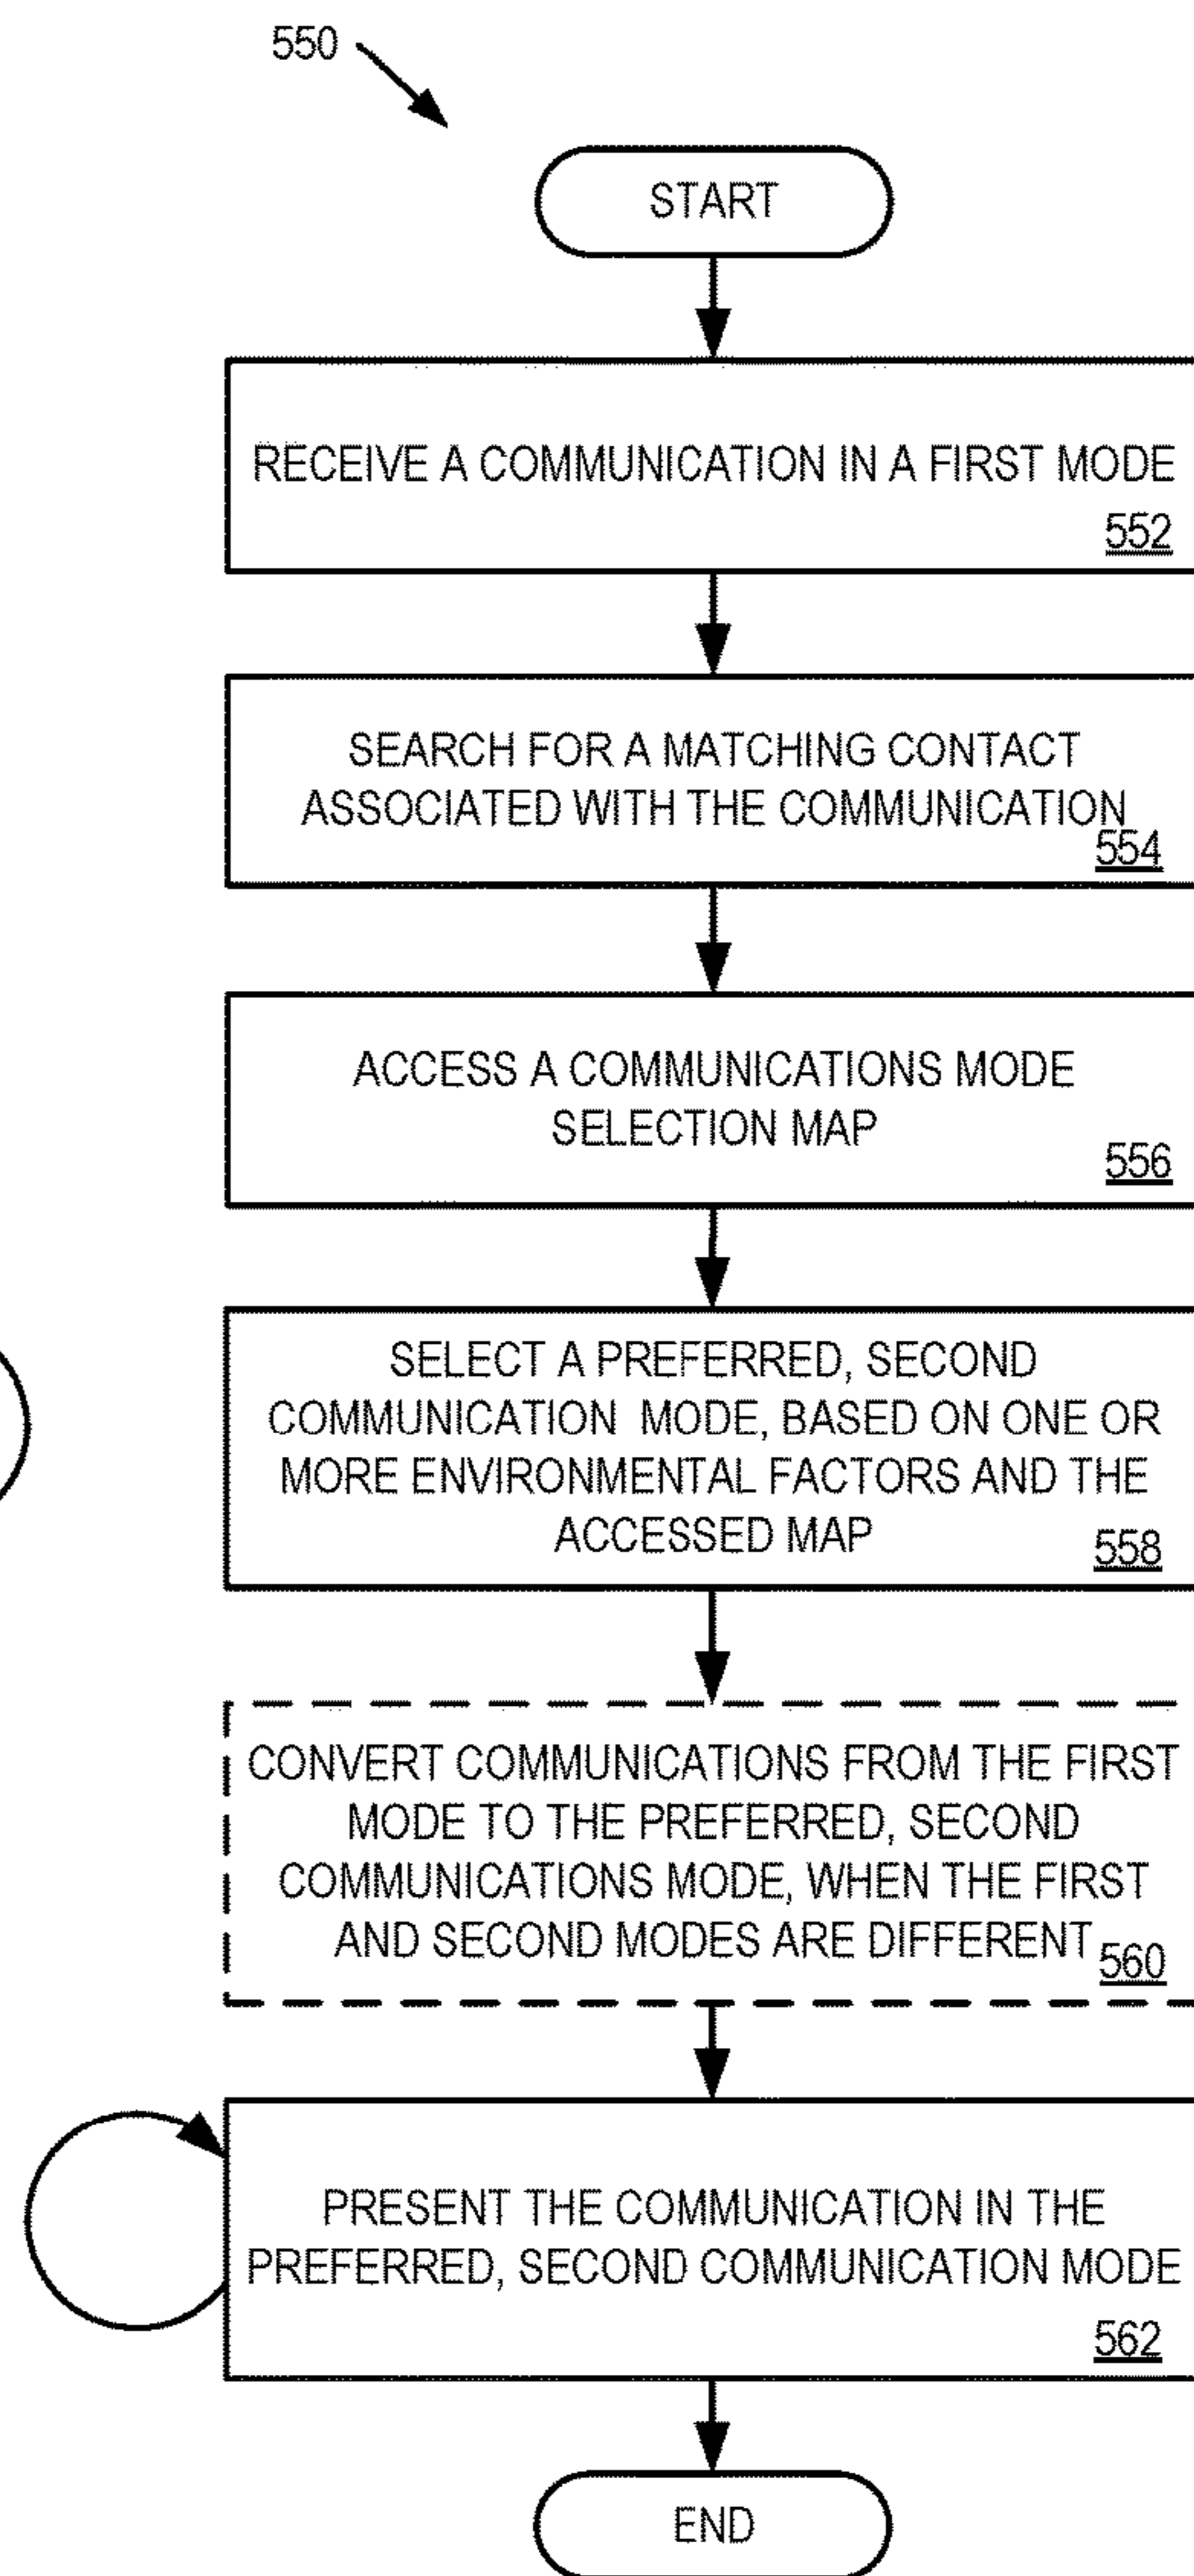 550
START
RECEIVE A COMMUNICATION IN A FIRST MODE
552
SEARCH FOR A MATCHING CONTACT
ASSOCIATED WITH THE COMMUNICATION
554
ACCESS A COMMUNICATIONS MODE
SELECTION MAP
556
SELECT A PREFERRED, SECOND
COMMUNICATION MODE, BASED ON ONE OR
MORE ENVIRONMENTAL FACTORS AND THE
ACCESSED MAP
558
CONVERT COMMUNICATIONS FROM THE FIRST
MODE TO THE PREFERRED, SECOND
COMMUNICATIONS MODE, WHEN THE FIRST
AND SECOND MODES ARE DIFFERENT
560
PRESENT THE COMMUNICATION IN THE
PREFERRED, SECOND COMMUNICATION MODE
562
END